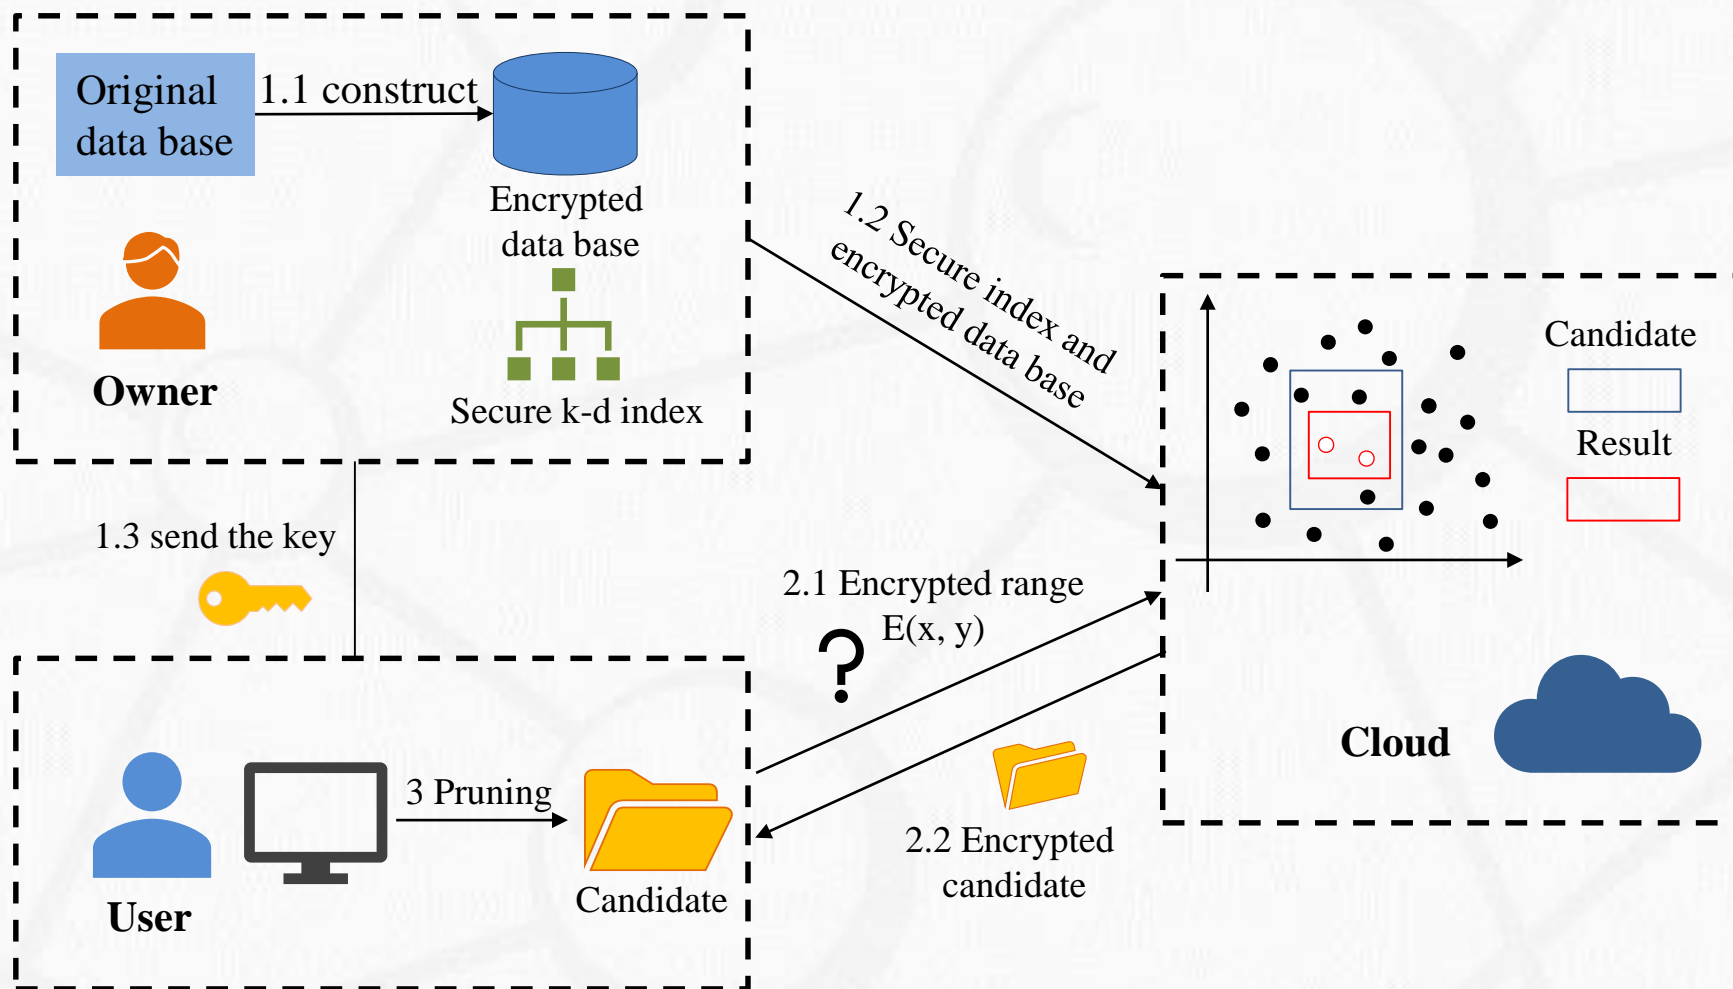 Original
data base
1.1 construct
Encrypted
data base
Secure k-d index
Owner
1.2 Secure index and
encrypted data base
1.3 send the key
2.1 Encrypted range
E(x, y)
?
Candidate
Result
Cloud
2.2 Encrypted
candidate
3 Pruning
Candidate
User